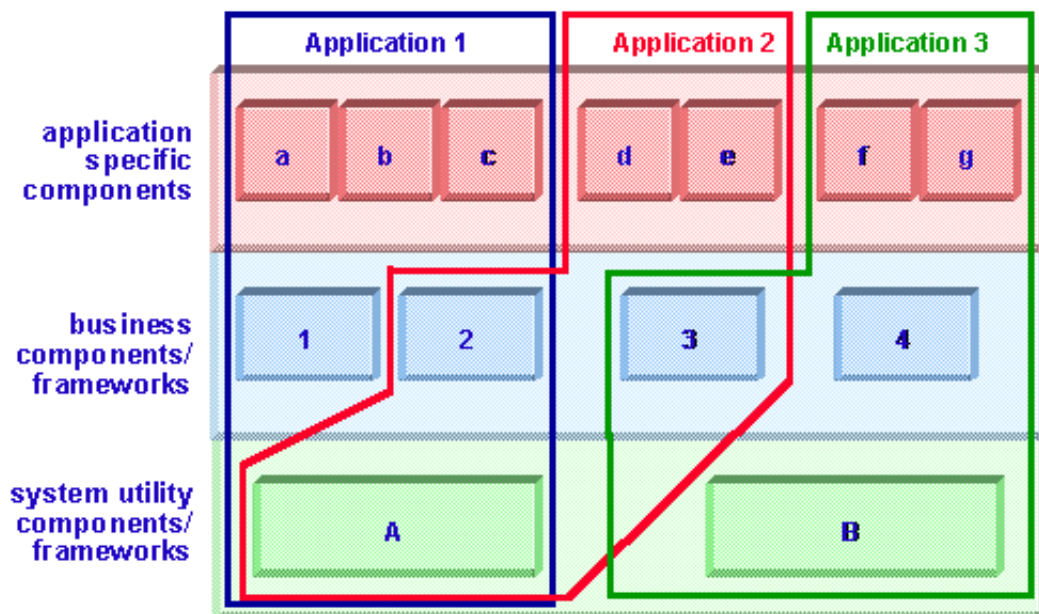 Application 1
Application 2
Application 3
application
specific
components
a
b
c
d
e
f
g
business
components/
frameworks
1
2
3
4
system utility
components/
frameworks
A
B